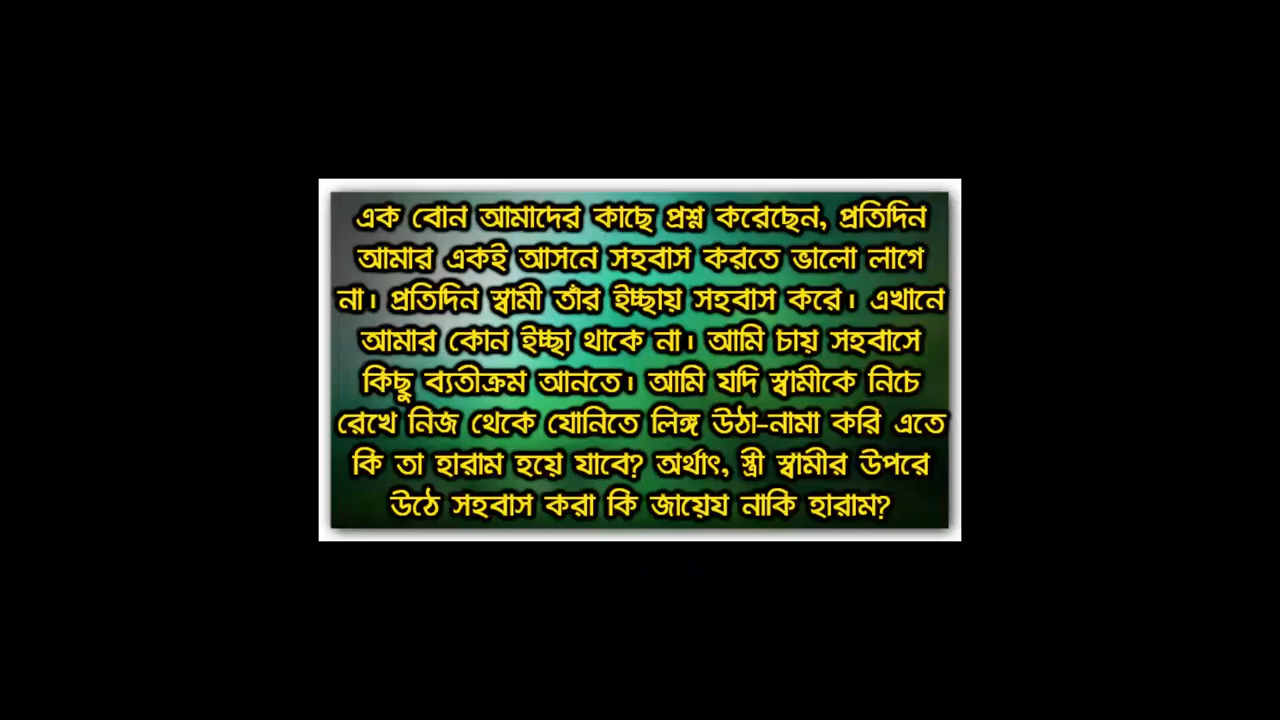 এক বোন আমাদের কাছে প্রশ্ন করেছেন, প্রতিদিন
আমার একই আসনে সহবাস করতে ভালো লাগে
না। প্রতিদিন স্বামী তাঁর ইচ্ছায় সহবাস করে। এখানে
আমার কোন ইচ্ছা থাকে না। আমি চায় সহবাসে
কিছু ব্যতীক্রম আনতে। আমি যদি স্বামীকে নিচে
রেখে নিজ থেকে যোনিতে লিঙ্গ উঠা-নামা করি এতে
কি তা হারাম হয়ে যাবে? অর্থাৎ, স্ত্রী স্বামীর উপরে
উঠে সহবাস করা কি জায়েয নাকি হারাম?